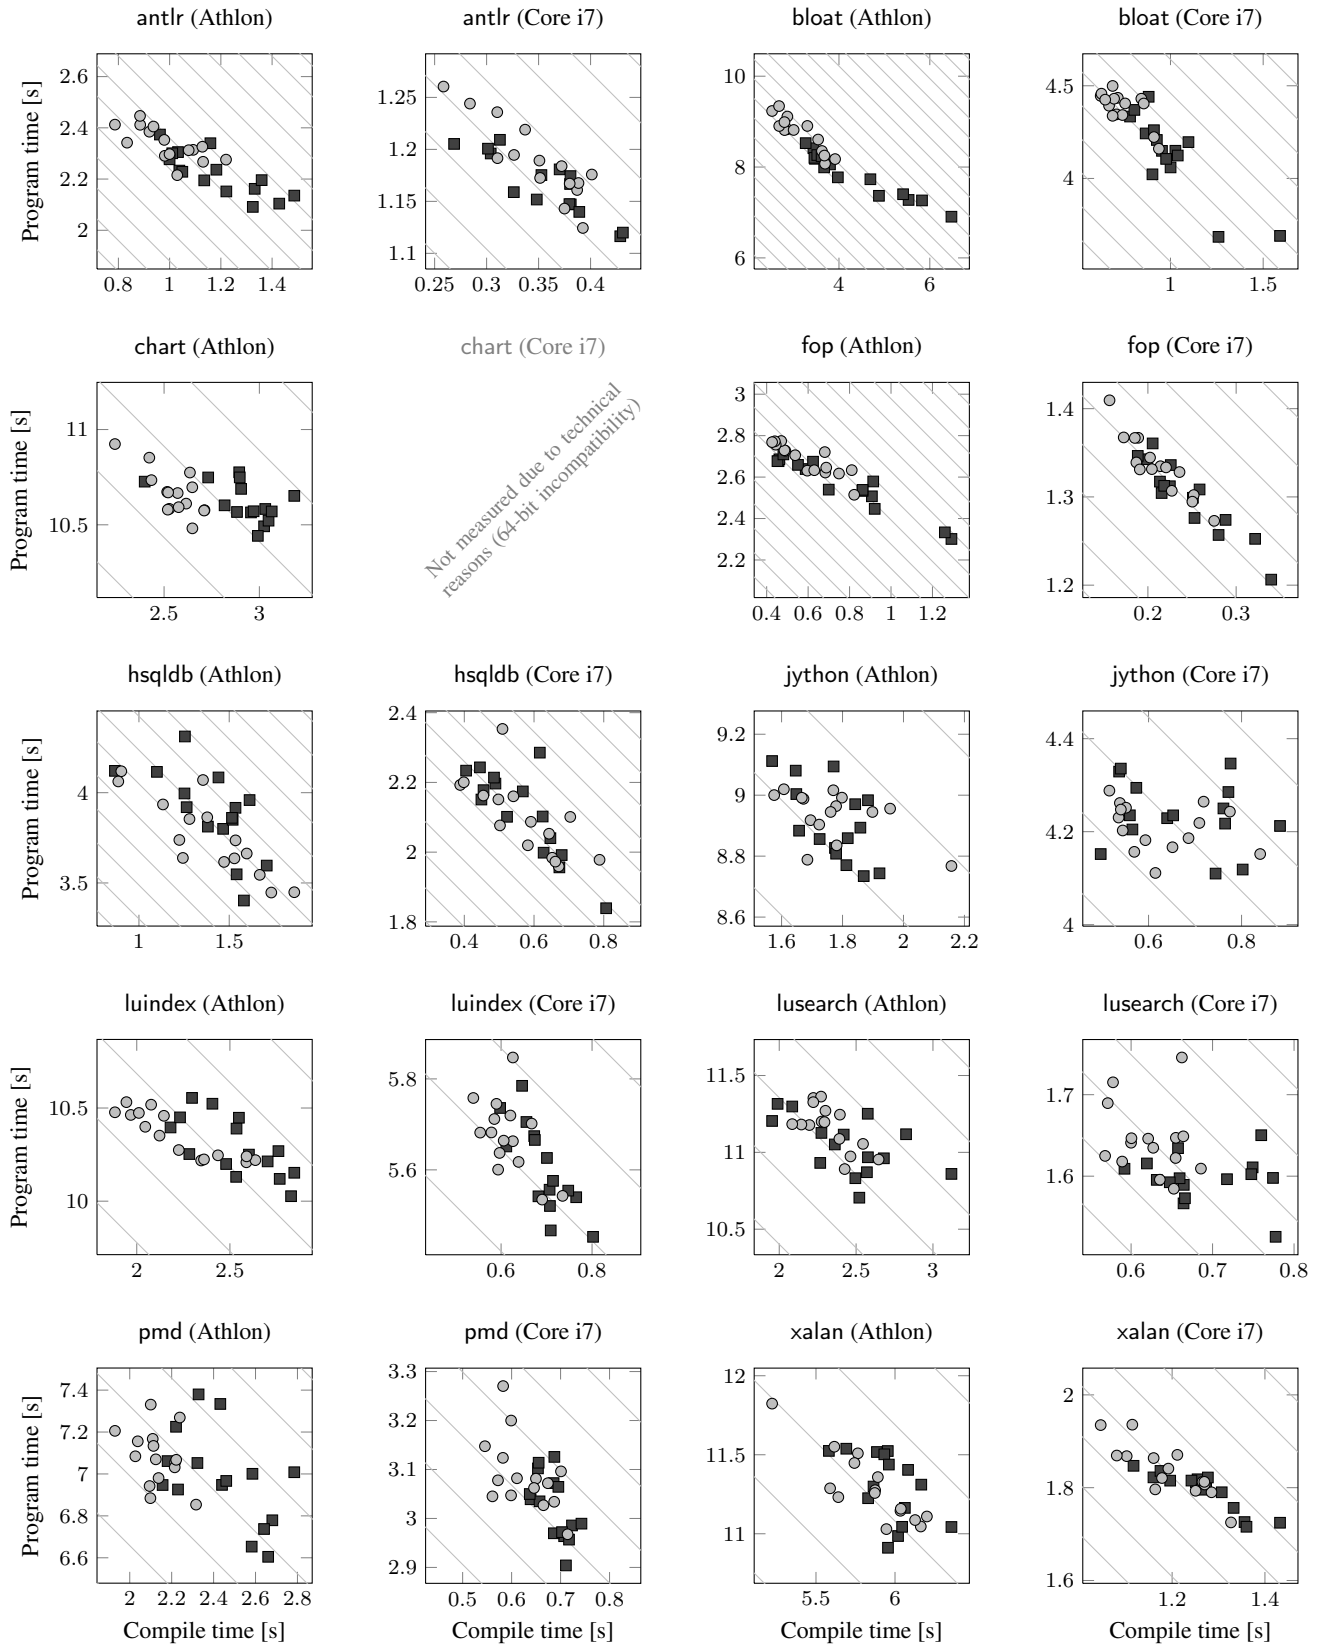 antlr (Athlon)
antlr (Core i7)
bloat (Athlon)
bloat (Core i7)
Program time [s]
2.6
2.4
2.2
2
0.8 1 1.2 1.4
1.25
1.2
1.15
1.1
0.25 0.3 0.35 0.4
10
8
6
4 6
4.5
4
1 1.5
chart (Athlon)
chart (Core i7)
fop (Athlon)
fop (Core i7)
Program time [s]
11
10.5
2.5 3
Not measured due to technical
reasons (64-bit incompatibility)
3
2.8
2.6
2.4
2.2
0.4 0.6 0.8 1 1.2
1.4
1.3
1.2
0.2 0.3
hsqldb (Athlon)
hsqldb (Core i7)
jython (Athlon)
jython (Core i7)
Program time [s]
4
3.5
1 1.5
2.4
2.2
2
1.8
0.4 0.6 0.8
9.2
9
8.8
8.6
1.6 1.8 2 2.2
4.4
4.2
4
0.6 0.8
luindex (Athlon)
luindex (Core i7)
lusearch (Athlon)
lusearch (Core i7)
Program time [s]
10.5
10
2 2.5
5.8
5.6
0.6 0.8
11.5
11
10.5
2 2.5 3
1.7
1.6
0.6 0.7 0.8
pmd (Athlon)
pmd (Core i7)
xalan (Athlon)
xalan (Core i7)
Program time [s]
7.4
7.2
7
6.8
6.6
2 2.2 2.4 2.6 2.8
Compile time [s]
3.3
3.2
3.1
3
2.9
0.5 0.6 0.7 0.8
Compile time [s]
12
11.5
11
5.5 6
Compile time [s]
2
1.8
1.6
1.2 1.4
Compile time [s]